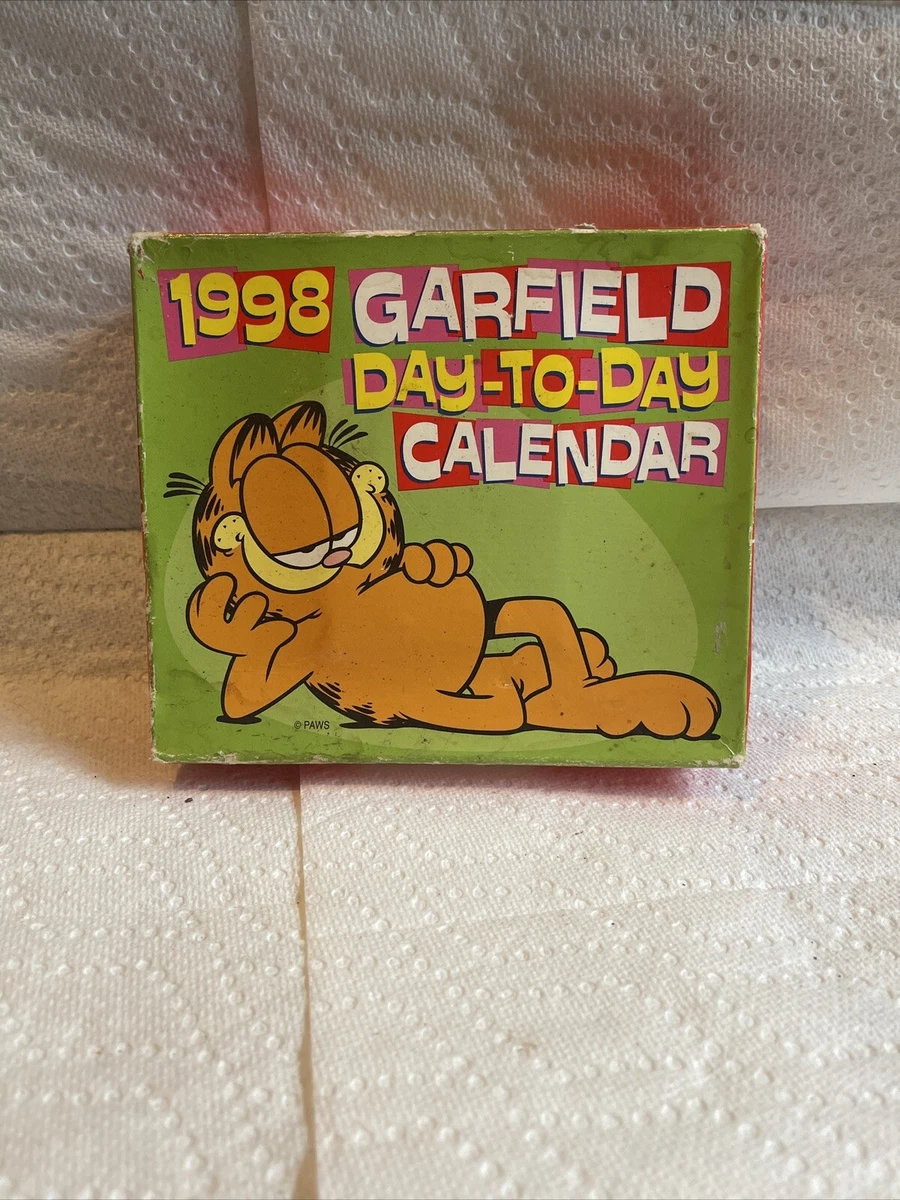 1998 GARFIELD
DAY-TO-DAY
CALENDAR
© PAWS